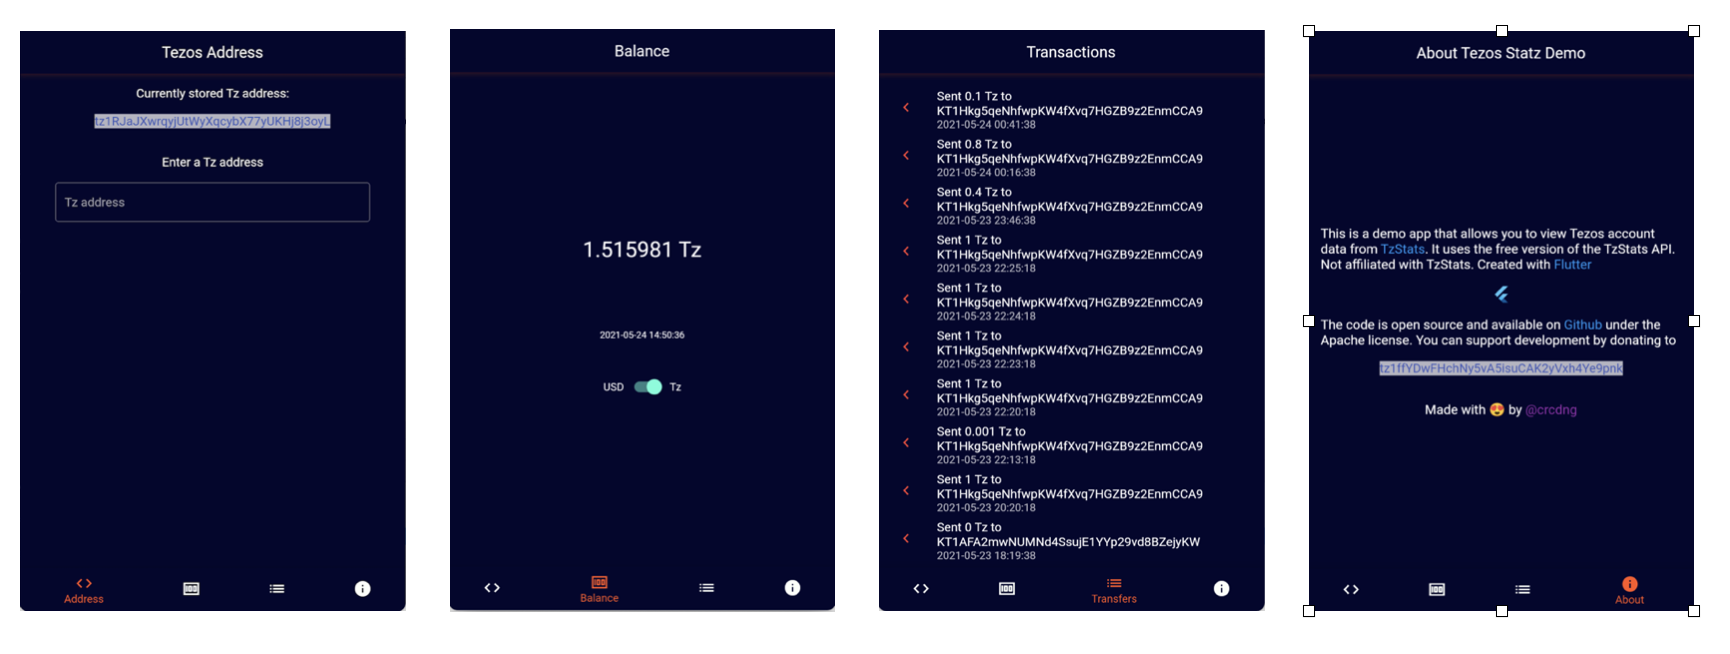 Tezos Address
Currently stored Tz address:
tz1RJaJXwrqyjUtWyXqcybX77yUKHj8j3oyL
Enter a Tz address
Tz address
Address
Balance
1.515981 Tz
2021-05-24 14:50:36
USD Tz
Balance
Transactions
Sent 0.1 Tz to
KT1Hkg5qeNhfwpKW4fXvq7HGZB9z2EnmCCA9
2021-05-24 00:41:38
Sent 0.8 Tz to
KT1Hkg5qeNhfwpKW4fXvq7HGZB9z2EnmCCA9
2021-05-24 00:16:38
Sent 0.4 Tz to
KT1Hkg5qeNhfwpKW4fXvq7HGZB9z2EnmCCA9
2021-05-23 23:46:38
Sent 1 Tz to
KT1Hkg5qeNhfwpKW4fXvq7HGZB9z2EnmCCA9
2021-05-23 22:25:18
Sent 1 Tz to
KT1Hkg5qeNhfwpKW4fXvq7HGZB9z2EnmCCA9
2021-05-23 22:24:18
Sent 1 Tz to
KT1Hkg5qeNhfwpKW4fXvq7HGZB9z2EnmCCA9
2021-05-23 22:23:18
Sent 1 Tz to
KT1Hkg5qeNhfwpKW4fXvq7HGZB9z2EnmCCA9
2021-05-23 22:20:18
Sent 0.001 Tz to
KT1Hkg5qeNhfwpKW4fXvq7HGZB9z2EnmCCA9
2021-05-23 22:13:18
Sent 1 Tz to
KT1Hkg5qeNhfwpKW4fXvq7HGZB9z2EnmCCA9
2021-05-23 20:20:18
Sent 0 Tz to
KT1AFA2mwNUMNd4SsujE1YYp29vd8BZejyKW
2021-05-23 18:19:38
Transfers
About Tezos Statz Demo
This is a demo app that allows you to view Tezos account
data from TzStats. It uses the free version of the TzStats API.
Not affiliated with TzStats. Created with Flutter
The code is open source and available on Github under the
Apache license. You can support development by donating to
tz1ffYDwFHchNy5vA5isuCAK2yVxh4Ye9pnk
Made with 😍 by @crcdng
About